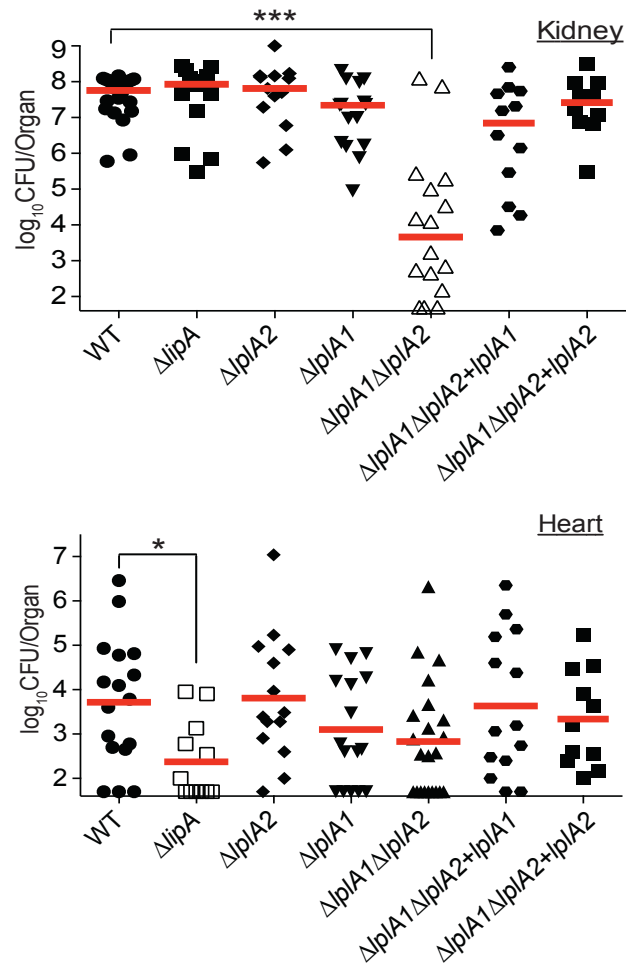 ***
Kidney
9
8
7
6
5
4
3
2
log₁₀CFU/Organ
WT
ΔlipA
ΔlplA2
ΔlplA1
ΔlplA1ΔlplA2
ΔlplA1ΔlplA2+lplA1
ΔlplA1ΔlplA2+lplA2
Heart
*
7
6
5
4
3
2
log₁₀CFU/Organ
WT
ΔlipA
ΔlplA2
ΔlplA1
ΔlplA1ΔlplA2
ΔlplA1ΔlplA2+lplA1
ΔlplA1ΔlplA2+lplA2